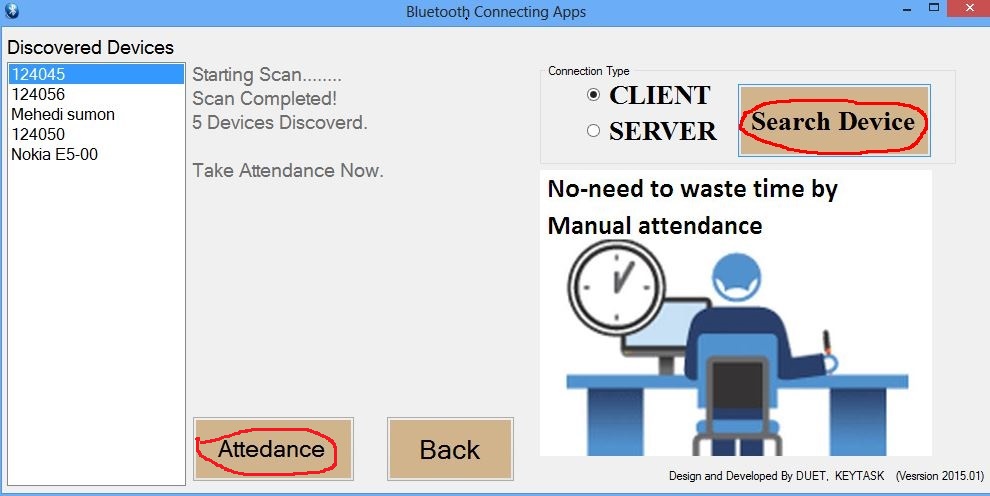 Bluetooth Connecting Apps
Discovered Devices
124045
124056
Mehedi sumon
124050
Nokia E5-00
Starting Scan........
Scan Completed!
5 Devices Discoverd.
Take Attendance Now.
Connection Type
CLIENT
SERVER
Search Device
No-need to waste time by
Manual attendance
Attedance
Back
Design and Developed By DUET, KEYTASK (Vesrsion 2015.01)